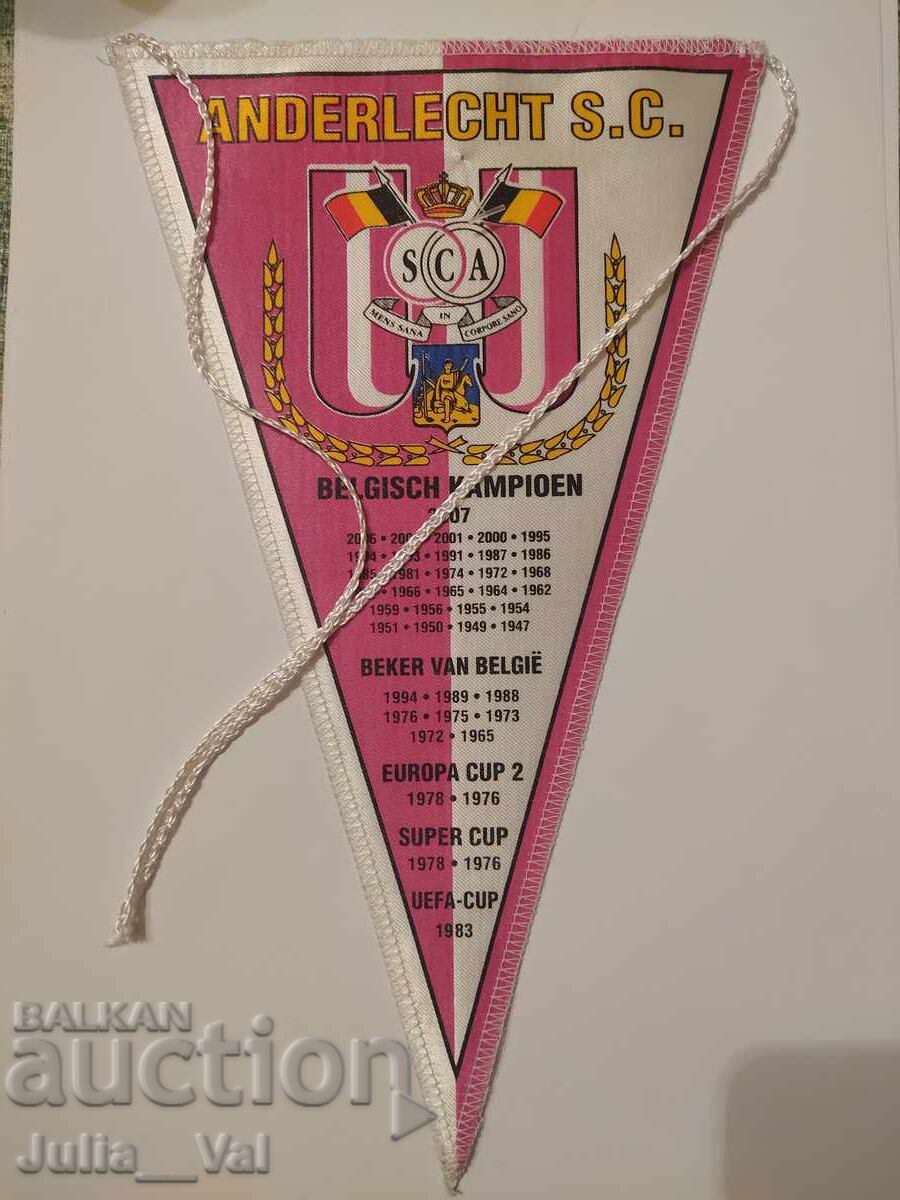 ANDERLECHT S.C.
S C A
MENS SANA IN CORPORE SANO
BELGISCH KAMPIOEN
2007
2001 • 2000 • 1995
1991 • 1987 • 1986
1981 • 1974 • 1972 • 1968
• 1966 • 1965 • 1964 • 1962
1959 • 1956 • 1955 • 1954
1951 • 1950 • 1949 • 1947
BEKER VAN BELGIË
1994 • 1989 • 1988
1976 • 1975 • 1973
1972 • 1965
EUROPA CUP 2
1978 • 1976
SUPER CUP
1978 • 1976
UEFA-CUP
1983
BALKAN
auction
Julia__Val